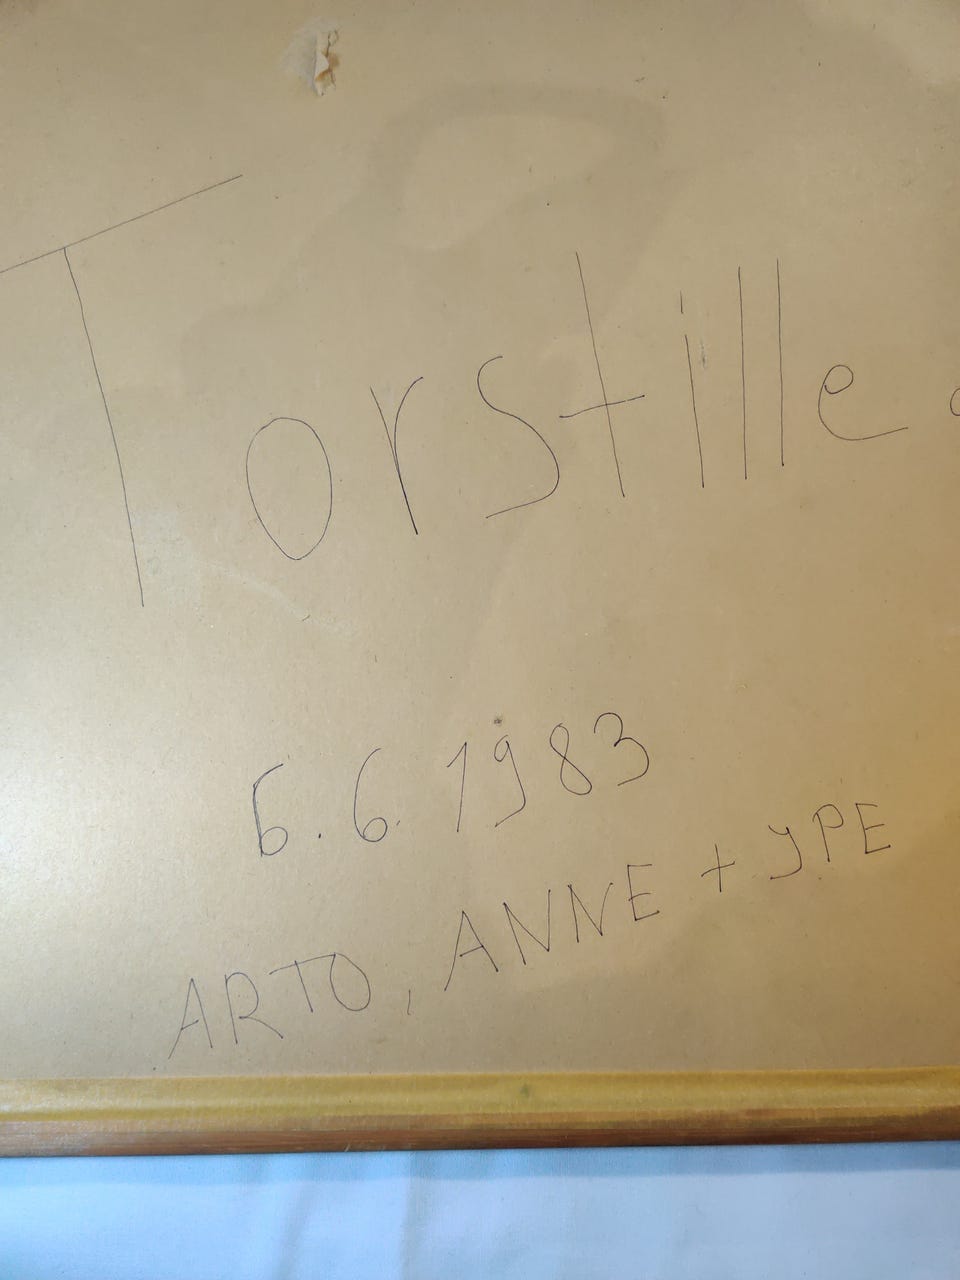 Torstille
6.6.1983
ARTO, ANNE + YPE